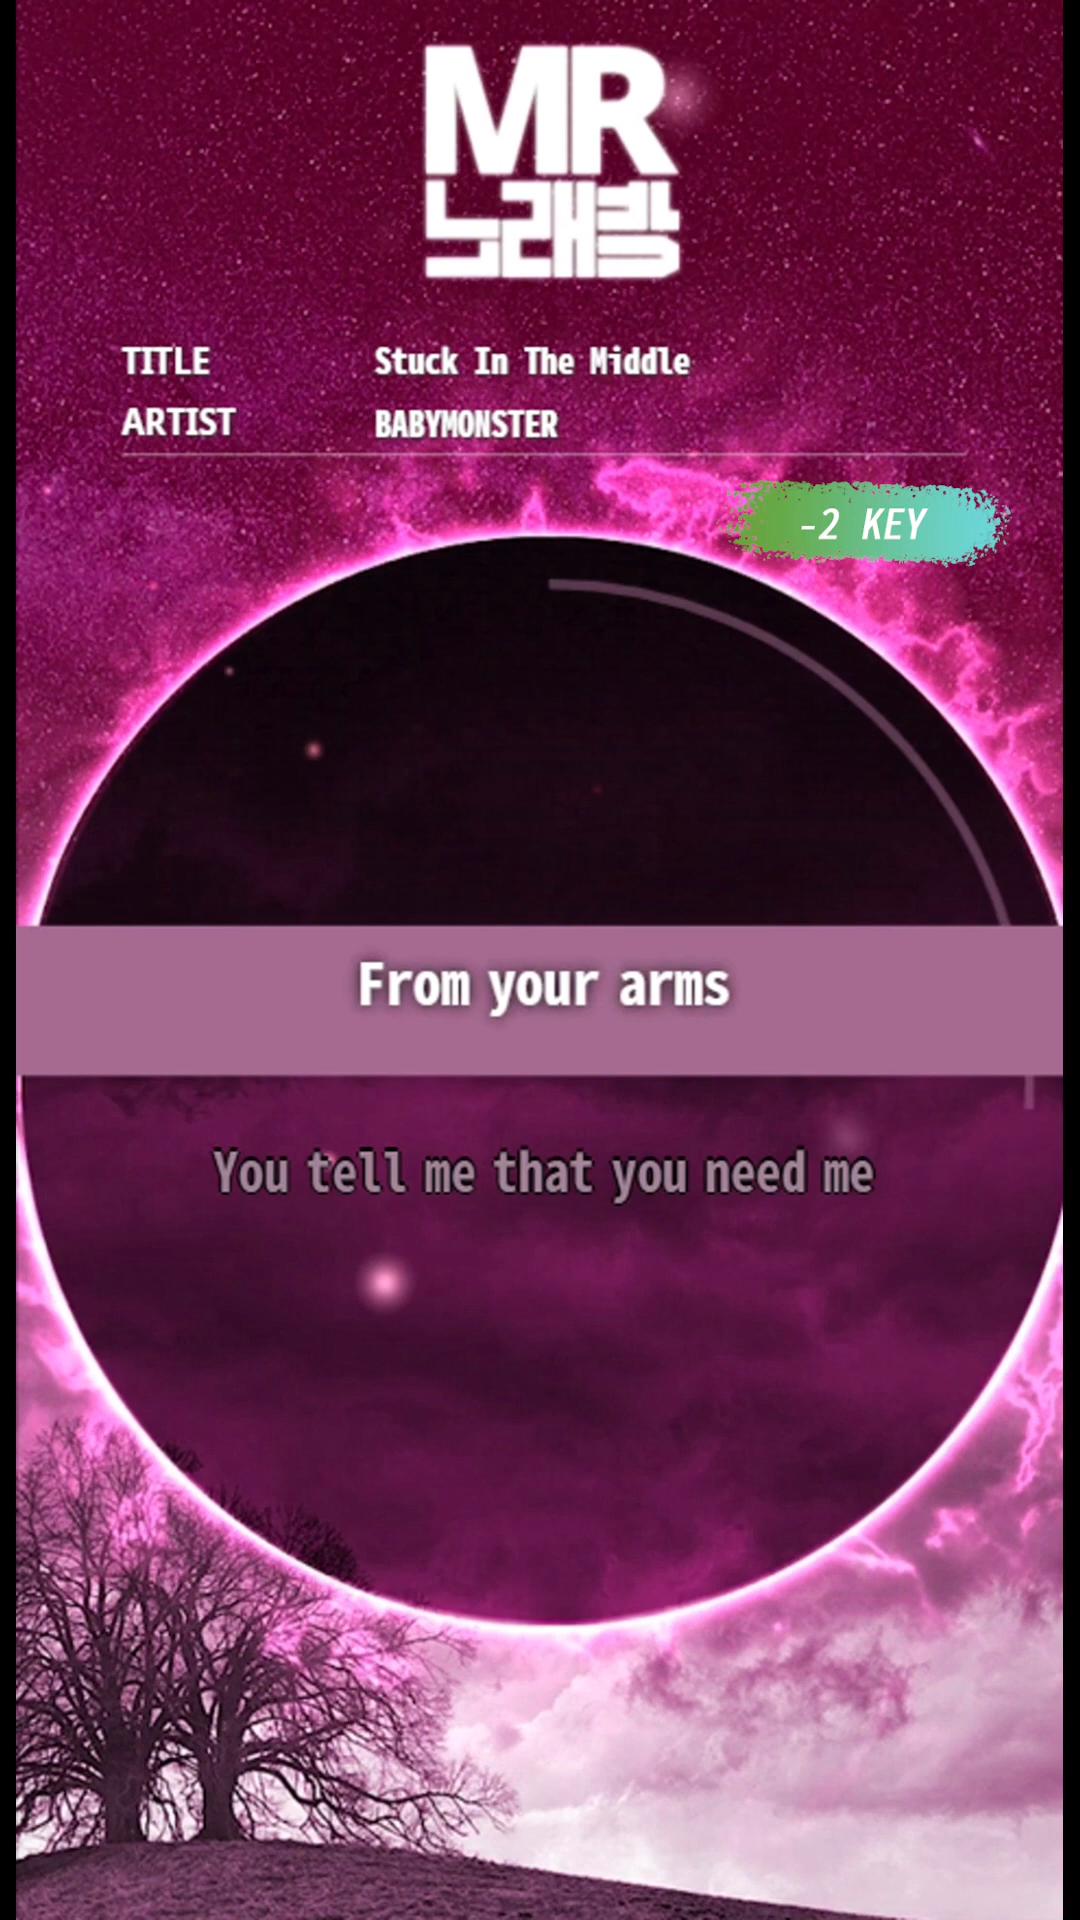 MR
노래방
TITLE Stuck In The Middle
ARTIST BABYMONSTER
-2 KEY
From your arms
You tell me that you need me